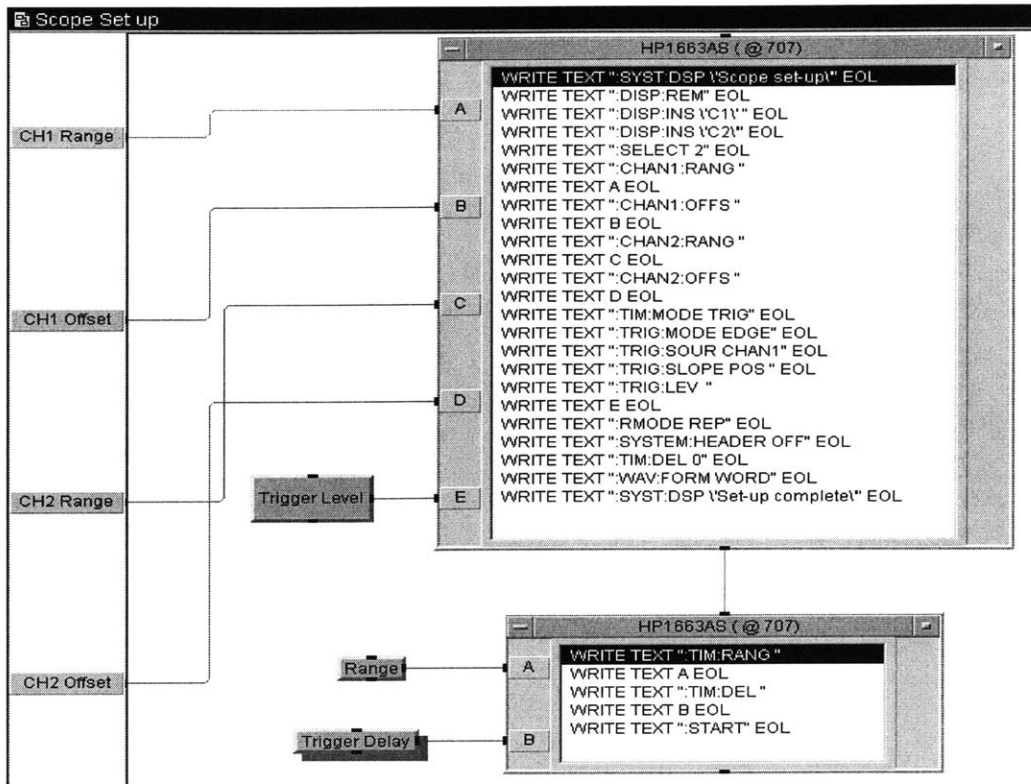 Scope Set up
HP1663AS ( @ 707)
WRITE TEXT ":SYST:DSP \'Scope set-up\'" EOL
WRITE TEXT ":DISP:REM" EOL
WRITE TEXT ":DISP:INS \'C1\'" EOL
WRITE TEXT ":DISP:INS \'C2\'" EOL
WRITE TEXT ":SELECT 2" EOL
WRITE TEXT ":CHAN1:RANG "
WRITE TEXT A EOL
WRITE TEXT ":CHAN1:OFFS "
WRITE TEXT B EOL
WRITE TEXT ":CHAN2:RANG "
WRITE TEXT C EOL
WRITE TEXT ":CHAN2:OFFS "
WRITE TEXT D EOL
WRITE TEXT ":TIM:MODE TRIG" EOL
WRITE TEXT ":TRIG:MODE EDGE" EOL
WRITE TEXT ":TRIG:SOUR CHAN1" EOL
WRITE TEXT ":TRIG:SLOPE POS " EOL
WRITE TEXT ":TRIG:LEV  "
WRITE TEXT E EOL
WRITE TEXT ":RMODE REP" EOL
WRITE TEXT ":SYSTEM:HEADER OFF" EOL
WRITE TEXT ":TIM:DEL 0" EOL
WRITE TEXT ":WAV:FORM WORD" EOL
WRITE TEXT ":SYST:DSP \'Set-up complete\'" EOL
A
B
C
D
E
CH1 Range
CH1 Offset
CH2 Range
CH2 Offset
Trigger Level
HP1663AS ( @ 707)
WRITE TEXT ":TIM:RANG "
WRITE TEXT A EOL
WRITE TEXT ":TIM:DEL "
WRITE TEXT B EOL
WRITE TEXT ":START" EOL
A
B
Range
Trigger Delay